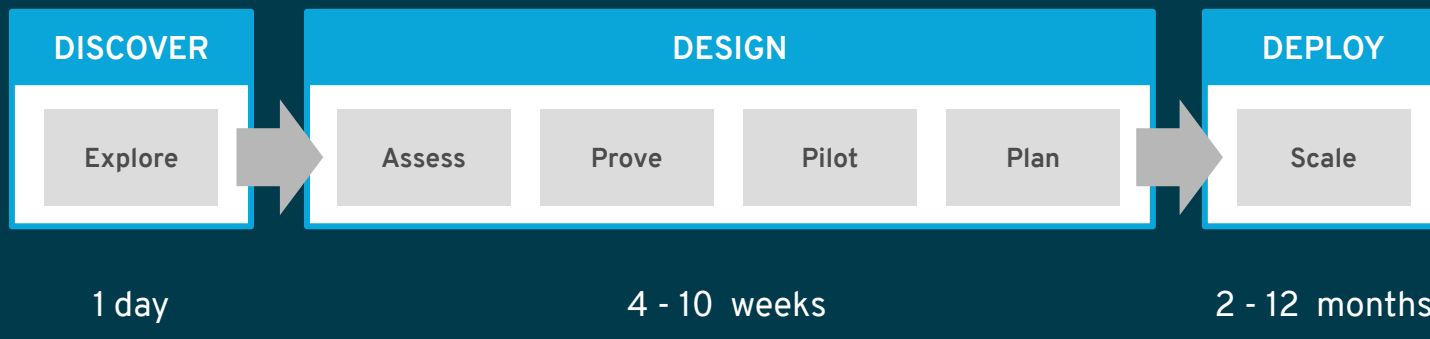 DISCOVER
DESIGN
DEPLOY
Explore
Assess
Prove
Pilot
Plan
Scale
1 day
4 - 10 weeks
2 - 12 months